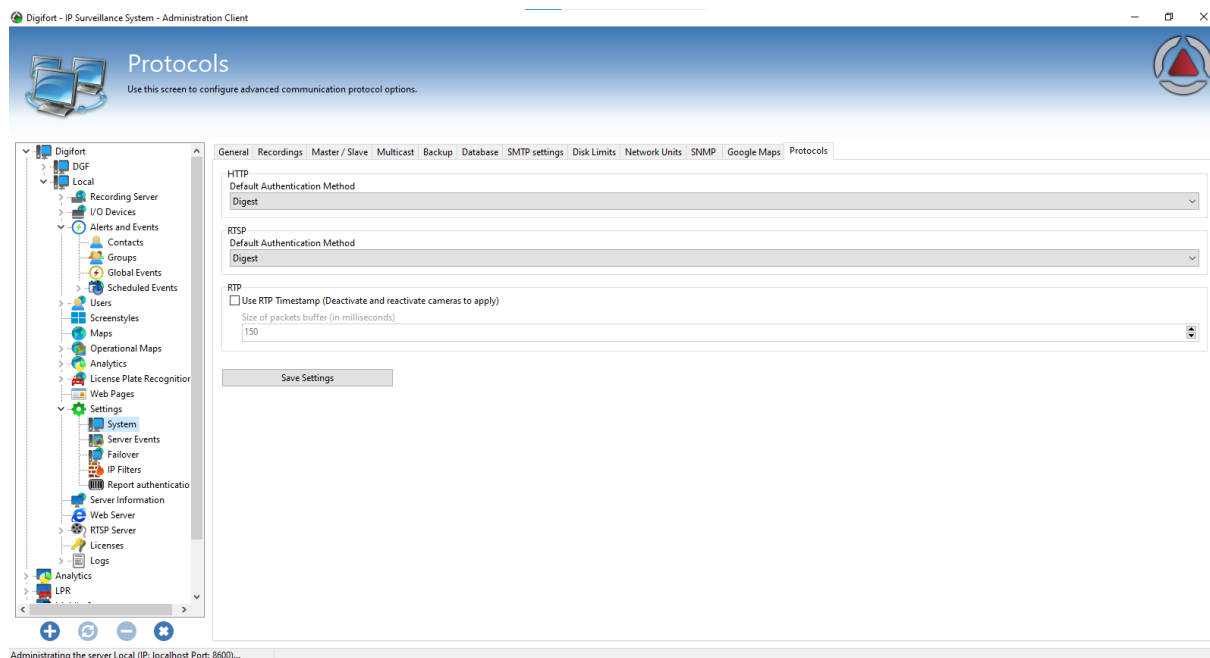 Digifort - IP Surveillance System - Administration Client
Protocols
Use this screen to configure advanced communication protocol options.
Digifort
DGF
Local
Recording Server
I/O Devices
Alerts and Events
Contacts
Groups
Global Events
Scheduled Events
Users
Screenstyles
Maps
Operational Maps
Analytics
License Plate Recognitior
Web Pages
Settings
System
Server Events
Failover
IP Filters
Report authenticatio
Server Information
Web Server
RTSP Server
Licenses
Logs
Analytics
LPR
General Recordings Master / Slave Multicast Backup Database SMTP settings Disk Limits Network Units SNMP Google Maps Protocols
HTTP
Default Authentication Method
Digest
RTSP
Default Authentication Method
Digest
RTP
Use RTP Timestamp (Deactivate and reactivate cameras to apply)
Size of packets buffer (in milliseconds)
150
Save Settings
Administrating the server Local (IP: localhost Port: 8600)...